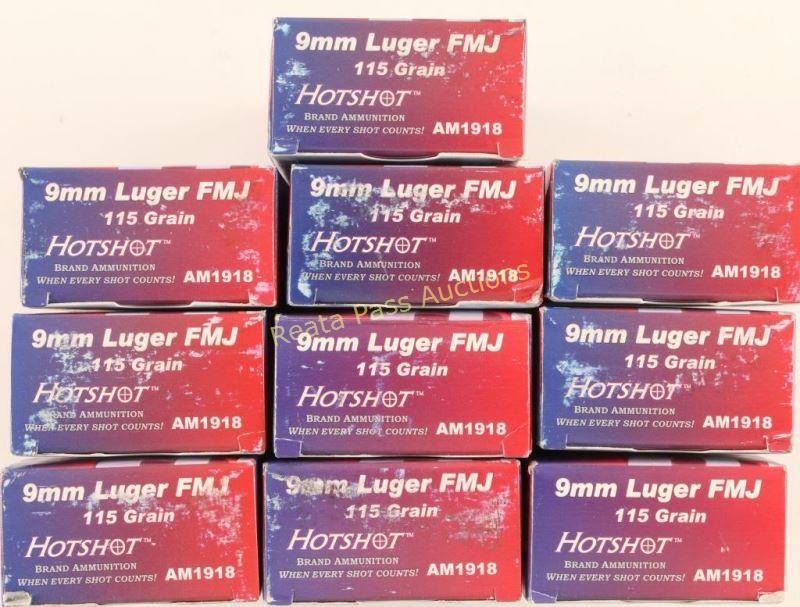 9mm Luger FMJ
115 Grain
HOTSHOT™
BRAND AMMUNITION
WHEN EVERY SHOT COUNTS! AM1918
9mm Luger FMJ
115 Grain
HOTSHOT™
BRAND AMMUNITION
WHEN EVERY SHOT COUNTS! AM1918
9mm Luger FMJ
115 Grain
HOTSHOT™
BRAND AMMUNITION
WHEN EVERY SHOT COUNTS! AM1918
9mm Luger FMJ
115 Grain
HOTSHOT™
BRAND AMMUNITION
WHEN EVERY SHOT COUNTS! AM1918
Reata Pass Auctions
9mm Luger FMJ
115 Grain
HOTSHOT™
BRAND AMMUNITION
WHEN EVERY SHOT COUNTS! AM1918
9mm Luger FMJ
115 Grain
HOTSHOT™
BRAND AMMUNITION
WHEN EVERY SHOT COUNTS! AM1918
9mm Luger FMJ
115 Grain
HOTSHOT™
BRAND AMMUNITION
WHEN EVERY SHOT COUNTS! AM1918
9mm Luger FMJ
115 Grain
HOTSHOT™
BRAND AMMUNITION
WHEN EVERY SHOT COUNTS! AM1918
9mm Luger FMJ
115 Grain
HOTSHOT™
BRAND AMMUNITION
WHEN EVERY SHOT COUNTS! AM1918
9mm Luger FMJ
115 Grain
HOTSHOT™
BRAND AMMUNITION
WHEN EVERY SHOT COUNTS! AM1918